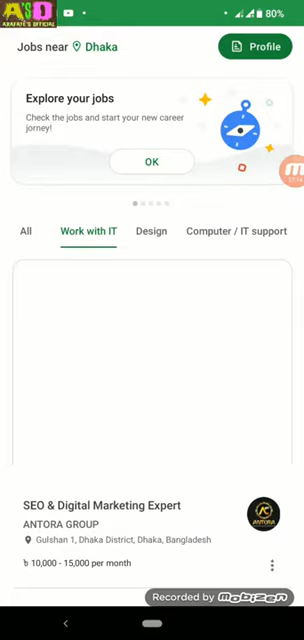 A'S O
ARAFATE'S OFFICIAL
80%
Jobs near Dhaka
Profile
Explore your jobs
Check the jobs and start your new career
jorney!
OK
All
Work with IT
Design
Computer / IT support
SEO & Digital Marketing Expert
ANTORA GROUP
ANTORA
Gulshan 1, Dhaka District, Dhaka, Bangladesh
৳ 10,000 - 15,000 per month
Recorded by mobizen